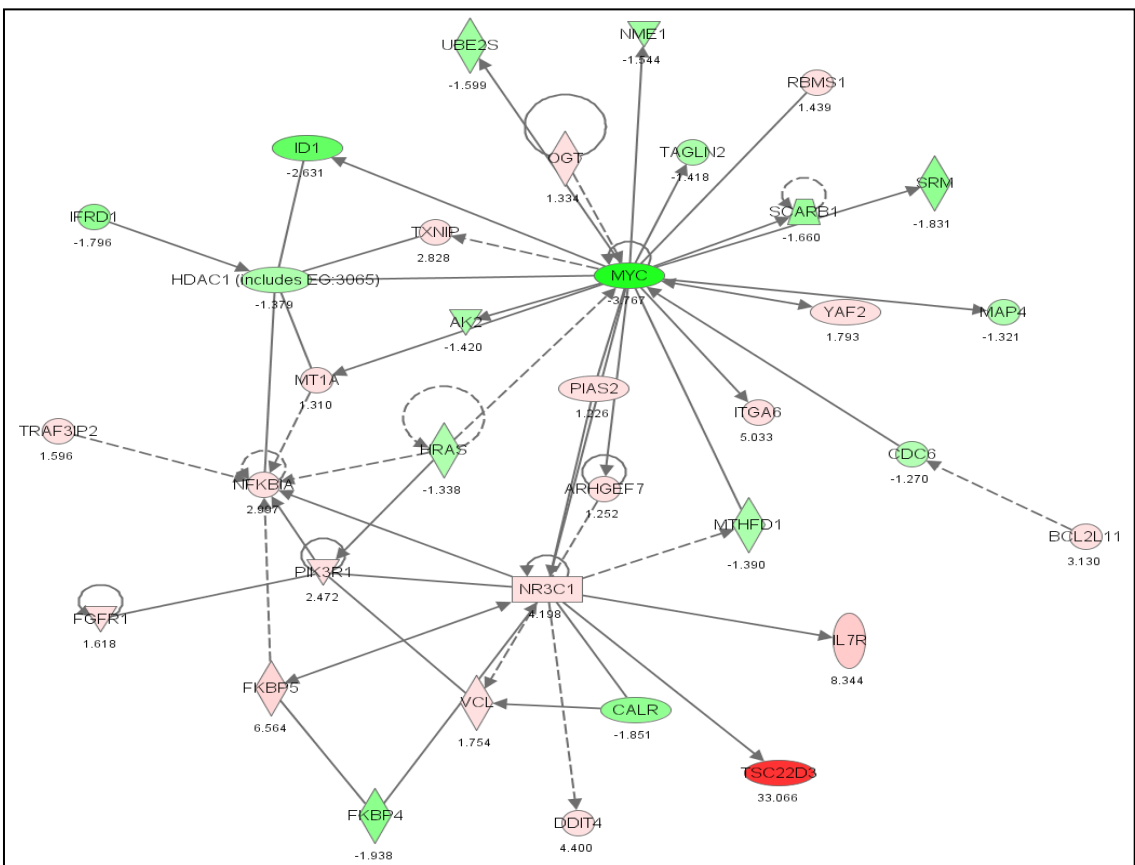 UBE2S
-1.599
NME1
-1.544
RBMS1
1.439
ID1
-2.631
OGT
1.334
TAGLN2
-1.418
SRM
-1.831
IFRD1
-1.796
TXNIP
2.828
SCARB1
-1.660
HDAC1 (includes EG:3065)
-1.379
MYC
-3.767
AK2
-1.420
YAF2
1.793
MAP4
-1.321
MT1A
1.310
PIAS2
1.226
ITGA6
5.033
TRAF3IP2
1.596
HRAS
-1.338
CDC6
-1.270
NFKBIA
2.997
ARHGEF7
1.252
MTHFD1
-1.390
BCL2L11
3.130
PIK3R1
2.472
NR3C1
4.198
FGFR1
1.618
IL7R
8.344
FKBP5
6.564
VCL
1.754
CALR
-1.851
TSC22D3
33.066
FKBP4
-1.938
DDIT4
4.400